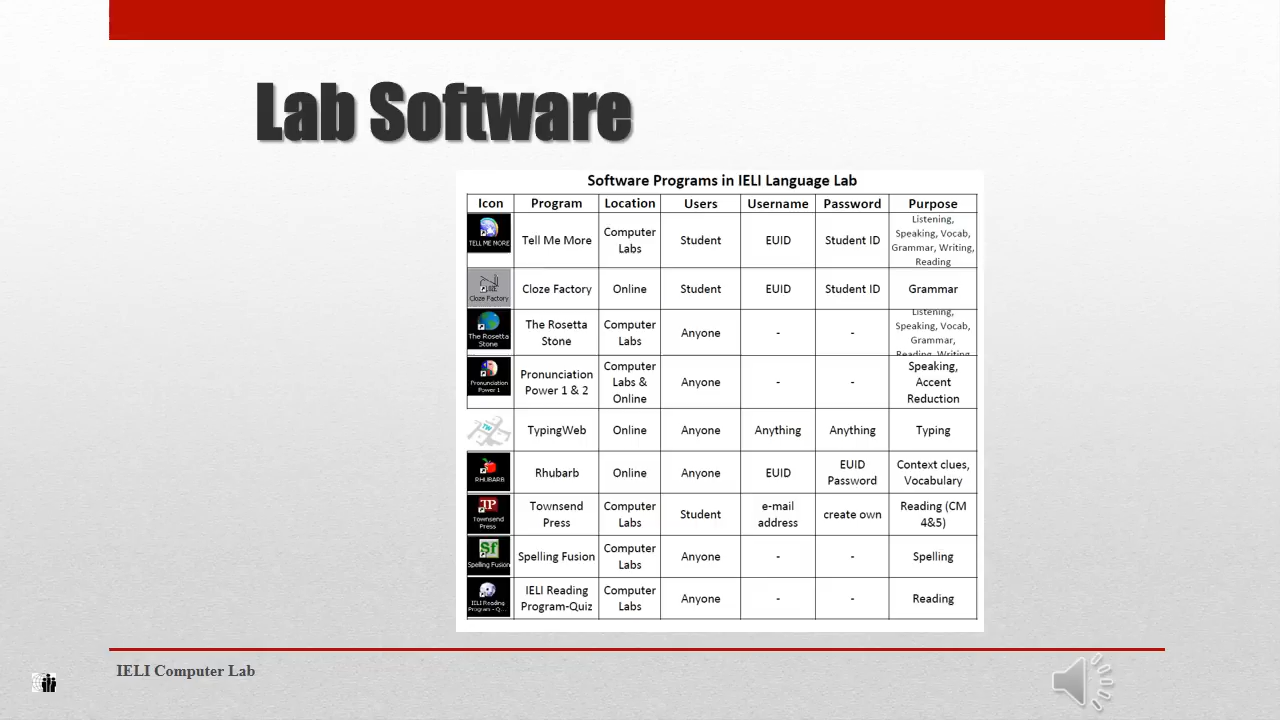 Lab Software
Software Programs in IELI Language Lab
Icon Program Location Users Username Password Purpose
TELL ME MORE Tell Me More Computer Labs Student EUID Student ID Listening, Speaking, Vocab, Grammar, Writing, Reading
Cloze Factory Cloze Factory Online Student EUID Student ID Grammar
The Rosetta Stone The Rosetta Stone Computer Labs Anyone - - Listening, Speaking, Vocab, Grammar, Reading, Writing
Pronunciation Power 1 Pronunciation Power 1 & 2 Computer Labs & Online Anyone - - Speaking, Accent Reduction
TW TypingWeb Online Anyone Anything Anything Typing
RHUBARB Rhubarb Online Anyone EUID EUID Password Context clues, Vocabulary
TP Townsend Press Townsend Press Computer Labs Student e-mail address create own Reading (CM 4&5)
Sf Spelling Fusion Spelling Fusion Computer Labs Anyone - - Spelling
IELI Reading Program - Q... IELI Reading Program-Quiz Computer Labs Anyone - - Reading
IELI Computer Lab